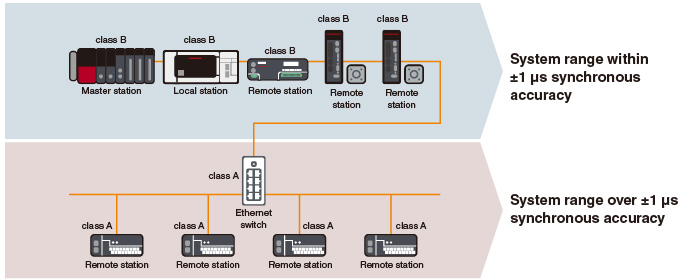 class B
class B
class B
class B
class B
Master station
Local station
Remote station
Remote
station
Remote
station
System range within
±1 µs synchronous
accuracy
class A
Ethernet
switch
class A
class A
class A
class A
Remote station
Remote station
Remote station
Remote station
System range over ±1 µs
synchronous accuracy